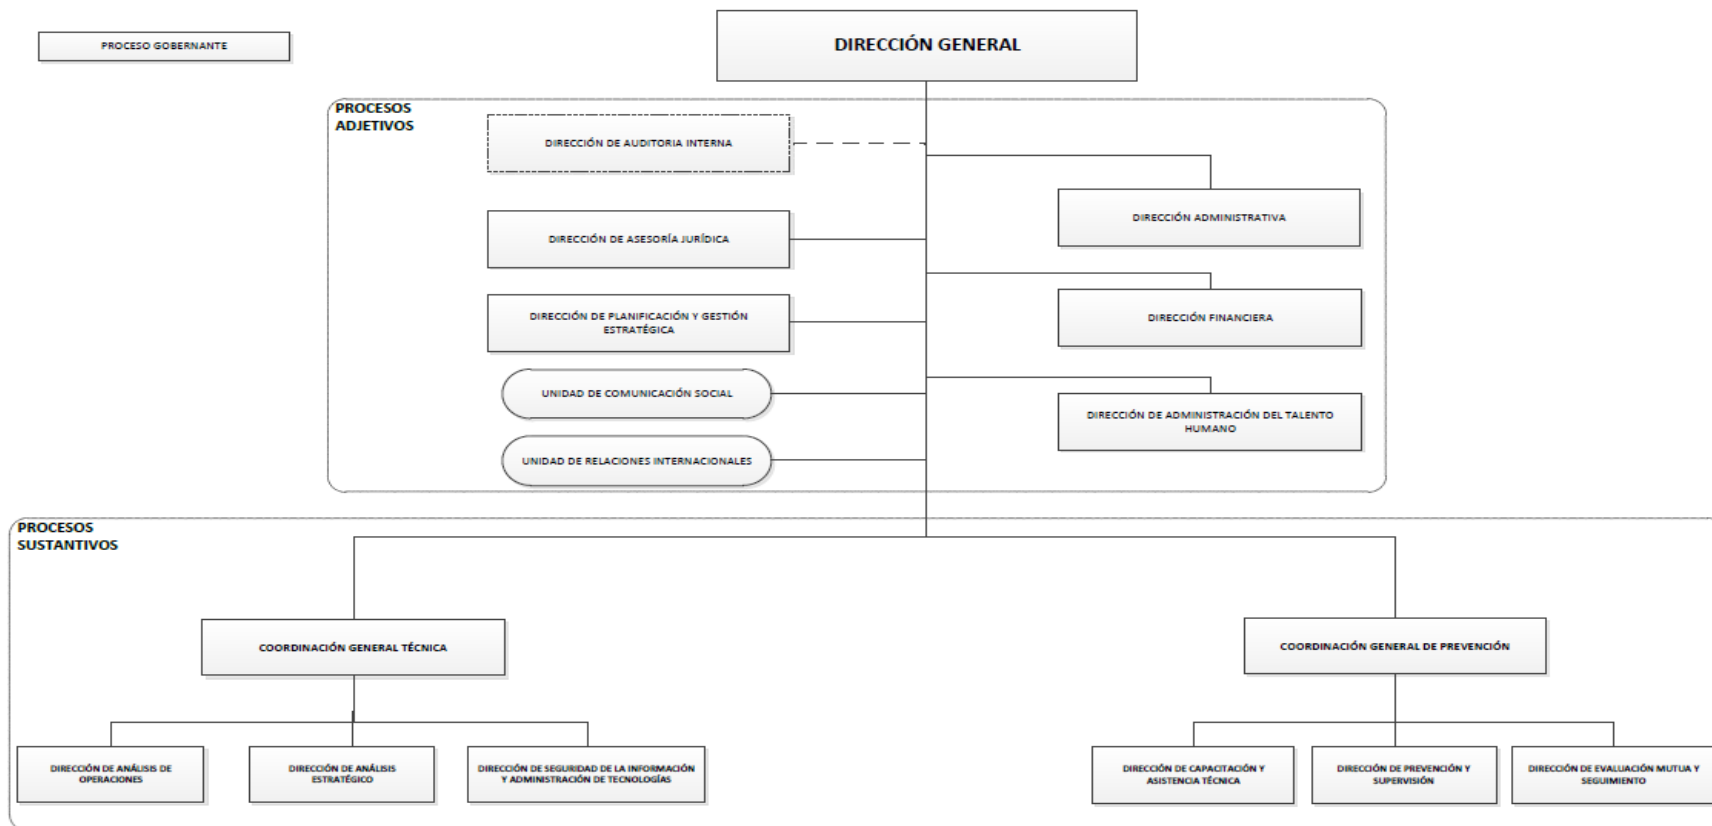 PROCESO GOBERNANTE
DIRECCIÓN GENERAL
PROCESOS
ADJETIVOS
DIRECCIÓN DE AUDITORIA INTERNA
DIRECCIÓN ADMINISTRATIVA
DIRECCIÓN DE ASESORÍA JURÍDICA
DIRECCIÓN DE PLANIFICACIÓN Y GESTIÓN
ESTRATÉGICA
DIRECCIÓN FINANCIERA
UNIDAD DE COMUNICACIÓN SOCIAL
DIRECCIÓN DE ADMINISTRACIÓN DEL TALENTO
HUMANO
UNIDAD DE RELACIONES INTERNACIONALES
PROCESOS
SUSTANTIVOS
COORDINACIÓN GENERAL TÉCNICA
COORDINACIÓN GENERAL DE PREVENCIÓN
DIRECCIÓN DE ANÁLISIS DE
OPERACIONES
DIRECCIÓN DE ANÁLISIS
ESTRATÉGICO
DIRECCIÓN DE SEGURIDAD DE LA INFORMACIÓN
Y ADMINISTRACIÓN DE TECNOLOGÍAS
DIRECCIÓN DE CAPACITACIÓN Y
ASISTENCIA TÉCNICA
DIRECCIÓN DE PREVENCIÓN Y
SUPERVISIÓN
DIRECCIÓN DE EVALUACIÓN MUTUA Y
SEGUIMIENTO